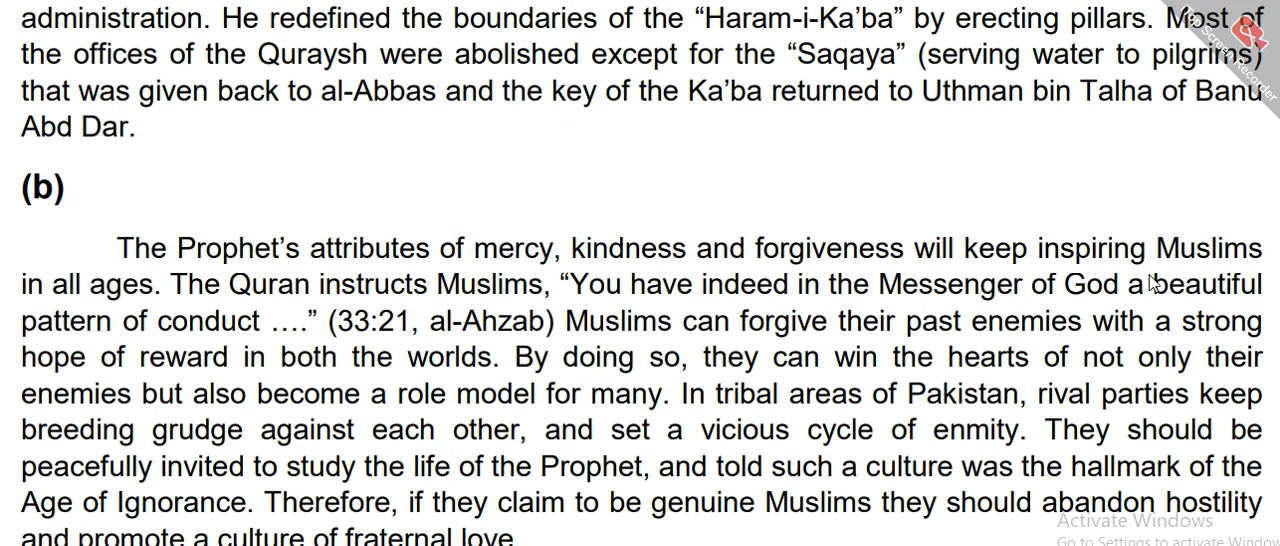 administration. He redefined the boundaries of the “Haram-i-Ka’ba” by erecting pillars. Most of
the offices of the Quraysh were abolished except for the “Saqaya” (serving water to pilgrims)
that was given back to al-Abbas and the key of the Ka’ba returned to Uthman bin Talha of Banu
Abd Dar.
(b)
The Prophet’s attributes of mercy, kindness and forgiveness will keep inspiring Muslims
in all ages. The Quran instructs Muslims, “You have indeed in the Messenger of God a beautiful
pattern of conduct ….” (33:21, al-Ahzab) Muslims can forgive their past enemies with a strong
hope of reward in both the worlds. By doing so, they can win the hearts of not only their
enemies but also become a role model for many. In tribal areas of Pakistan, rival parties keep
breeding grudge against each other, and set a vicious cycle of enmity. They should be
peacefully invited to study the life of the Prophet, and told such a culture was the hallmark of the
Age of Ignorance. Therefore, if they claim to be genuine Muslims they should abandon hostility
and promote a culture of fraternal love
Top Screen Recorder
Activate Windows
Go to Settings to activate Window